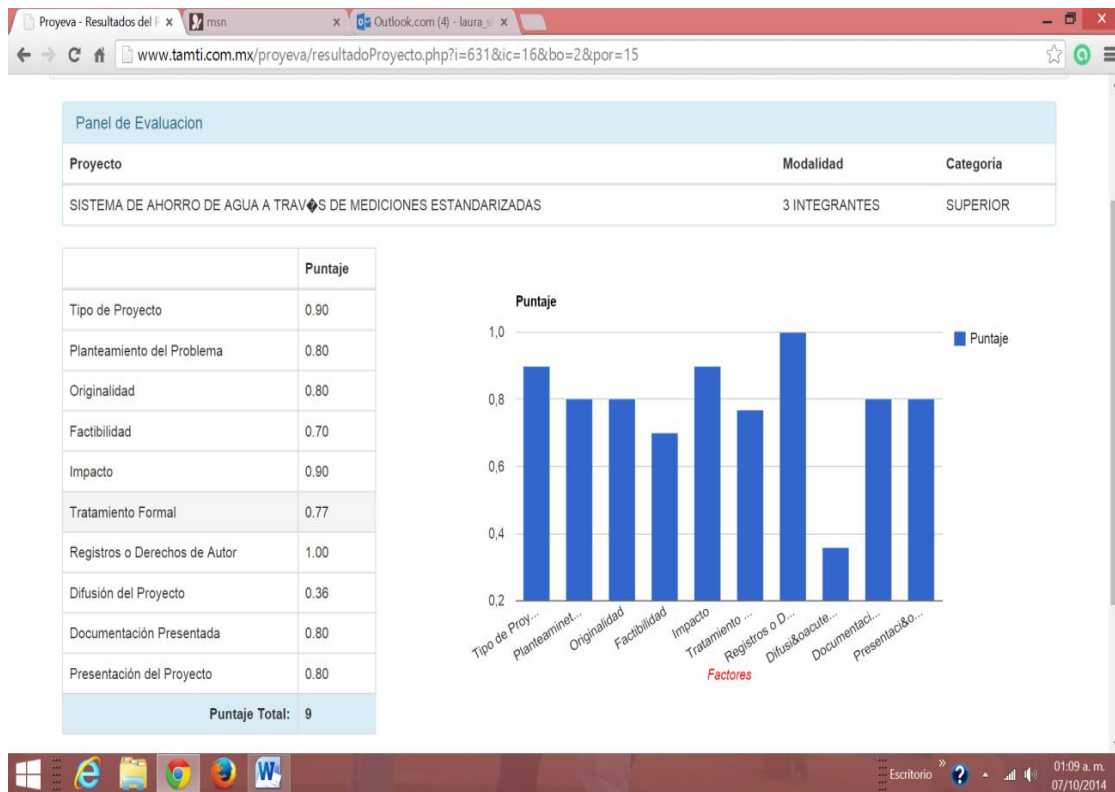 Proyeva - Resultados del P
msn
Outlook.com (4) - laura_si
www.tamti.com.mx/proyeva/resultadoProyecto.php?i=631&ic=16&bo=2&por=15
Panel de Evaluacion
Proyecto Modalidad Categoría
SISTEMA DE AHORRO DE AGUA A TRAV�S DE MEDICIONES ESTANDARIZADAS 3 INTEGRANTES SUPERIOR
Puntaje
Tipo de Proyecto 0.90
Planteamiento del Problema 0.80
Originalidad 0.80
Factibilidad 0.70
Impacto 0.90
Tratamiento Formal 0.77
Registros o Derechos de Autor 1.00
Difusión del Proyecto 0.36
Documentación Presentada 0.80
Presentación del Proyecto 0.80
Puntaje Total: 9
Puntaje
1,0
0,8
0,6
0,4
0,2
Puntaje
Tipo de Proy...
Planteaminet...
Originalidad
Factibilidad
Impacto
Tratamiento ...
Registros o D...
Difusi&oacute...
Documentaci...
Presentaci&o...
Factores
Escritorio
01:09 a. m.
07/10/2014